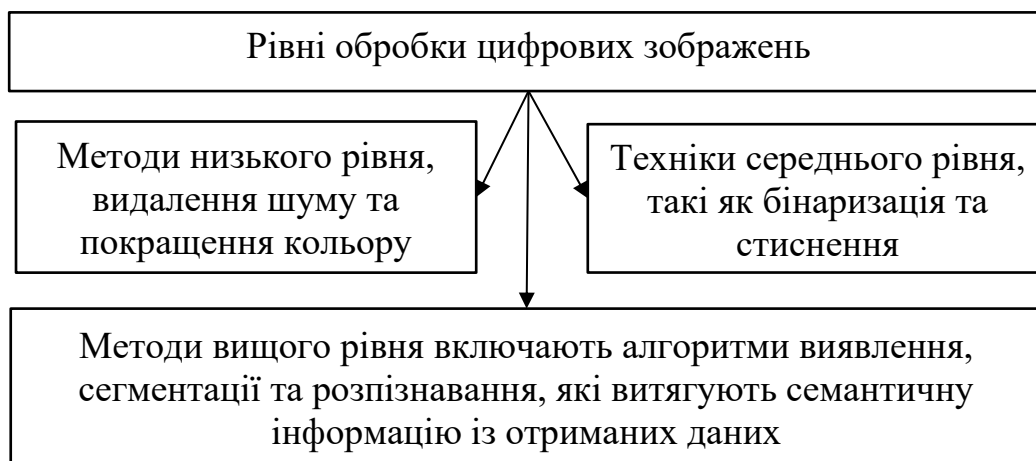 Рівні обробки цифрових зображень
Методи низького рівня,
видалення шуму та
покращення кольору
Техніки середнього рівня,
такі як бінаризація та
стиснення
Методи вищого рівня включають алгоритми виявлення,
сегментації та розпізнавання, які витягують семантичну
інформацію із отриманих даних